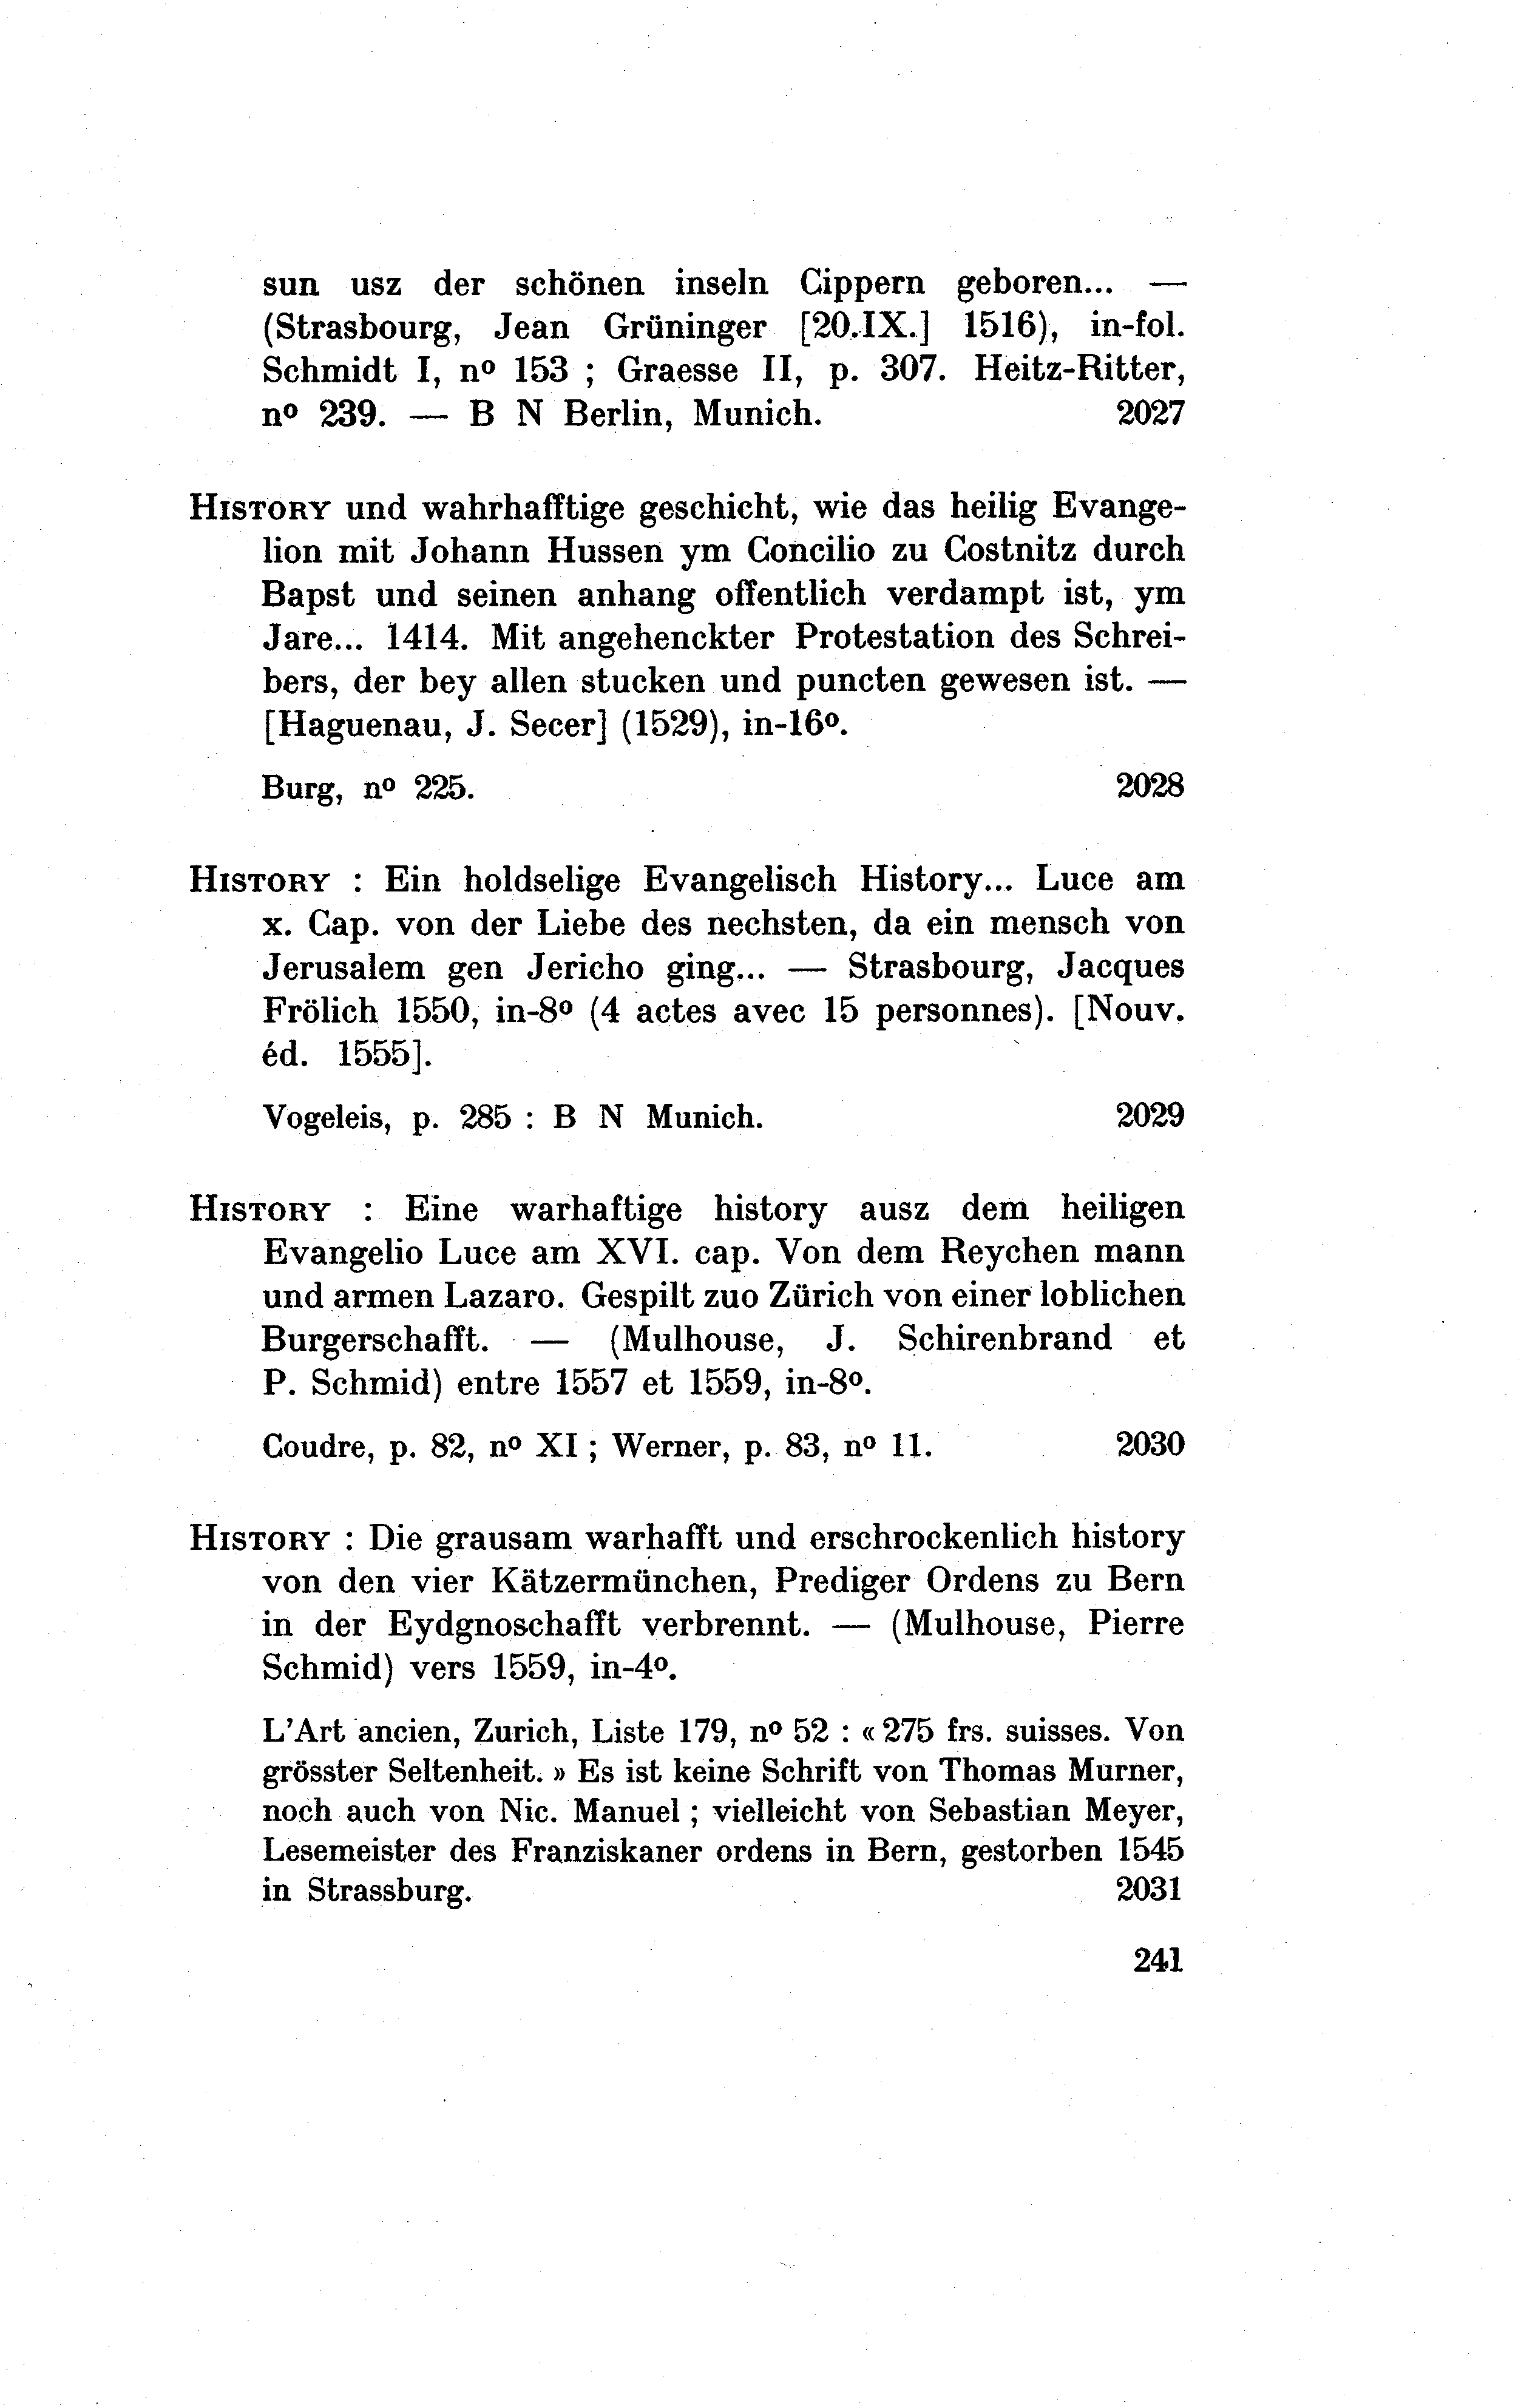 sun usz der schönen inseln Cippern geboren... —
(Strasbourg, Jean Grüninger [20.IX.] 1516), in-fol.
Schmidt I, nº 153 ; Graesse II, p. 307. Heitz-Ritter,
nº 239. — B N Berlin, Munich. 2027
HISTORY und wahrhafftige geschicht, wie das heilig Evange-
lion mit Johann Hussen ym Concilio zu Costnitz durch
Bapst und seinen anhang offentlich verdampt ist, ym
Jare... 1414. Mit angehenckter Protestation des Schrei-
bers, der bey allen stucken und puncten gewesen ist. —
[Haguenau, J. Secer] (1529), in-16º.
Burg, nº 225. 2028
HISTORY : Ein holdselige Evangelisch History... Luce am
x. Cap. von der Liebe des nechsten, da ein mensch von
Jerusalem gen Jericho ging... — Strasbourg, Jacques
Frölich 1550, in-8º (4 actes avec 15 personnes). [Nouv.
éd. 1555].
Vogeleis, p. 285 : B N Munich. 2029
HISTORY : Eine warhaftige history ausz dem heiligen
Evangelio Luce am XVI. cap. Von dem Reychen mann
und armen Lazaro. Gespilt zuo Zürich von einer loblichen
Burgerschafft. — (Mulhouse, J. Schirenbrand et
P. Schmid) entre 1557 et 1559, in-8º.
Coudre, p. 82, nº XI ; Werner, p. 83, nº 11. 2030
HISTORY : Die grausam warhafft und erschrockenlich history
von den vier Kätzermünchen, Prediger Ordens zu Bern
in der Eydgnoschafft verbrennt. — (Mulhouse, Pierre
Schmid) vers 1559, in-4º.
L'Art ancien, Zurich, Liste 179, nº 52 : « 275 frs. suisses. Von
grösster Seltenheit. » Es ist keine Schrift von Thomas Murner,
noch auch von Nic. Manuel ; vielleicht von Sebastian Meyer,
Lesemeister des Franziskaner ordens in Bern, gestorben 1545
in Strassburg. 2031
241